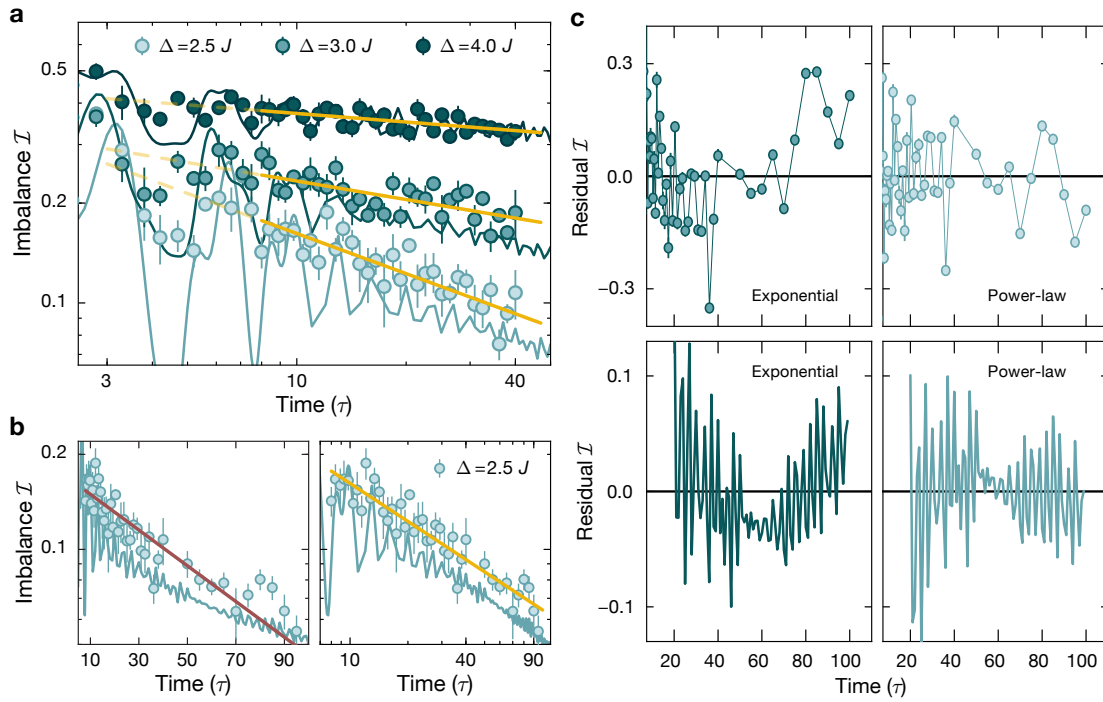 a
Δ = 2.5 J
Δ = 3.0 J
Δ = 4.0 J
Imbalance ℐ
0.5
0.2
0.1
3
10
40
Time (τ)
b
Imbalance ℐ
0.2
0.1
10
30
50
70
90
Time (τ)
Δ = 2.5 J
10
40
90
Time (τ)
c
Residual ℐ
0.3
0.0
−0.3
Exponential
Power-law
Residual ℐ
0.1
0.0
−0.1
Exponential
Power-law
20
40
60
80
100
20
40
60
80
100
Time (τ)